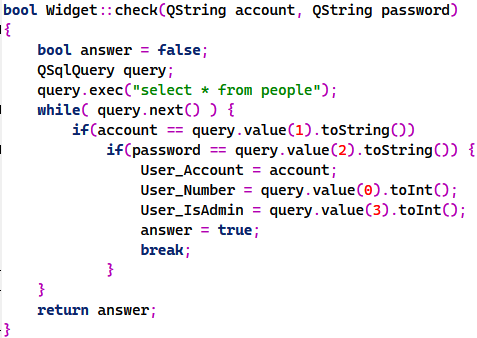 bool Widget::check(QString account, QString password)
{
    bool answer = false;
    QSqlQuery query;
    query.exec("select * from people");
    while( query.next() ) {
        if(account == query.value(1).toString())
            if(password == query.value(2).toString()) {
                User_Account = account;
                User_Number = query.value(0).toInt();
                User_IsAdmin = query.value(3).toInt();
                answer = true;
                break;
            }
    }
    return answer;
}